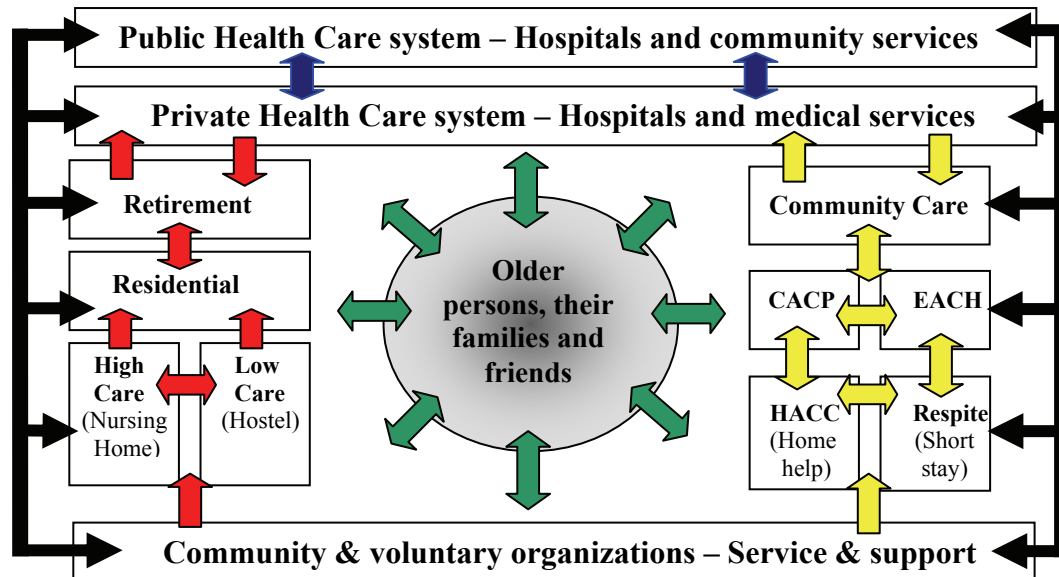 Public Health Care system – Hospitals and community services
Private Health Care system – Hospitals and medical services
Retirement
Residential
High
Care
(Nursing
Home)
Low
Care
(Hostel)
Older
persons, their
families and
friends
Community Care
CACP
EACH
HACC
(Home
help)
Respite
(Short
stay)
Community & voluntary organizations – Service & support